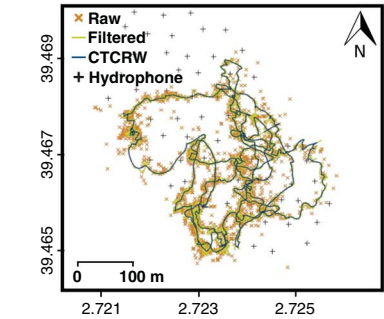 × Raw
Filtered
CTCRW
+ Hydrophone
N
39.469
39.467
39.465
0 100 m
2.721 2.723 2.725